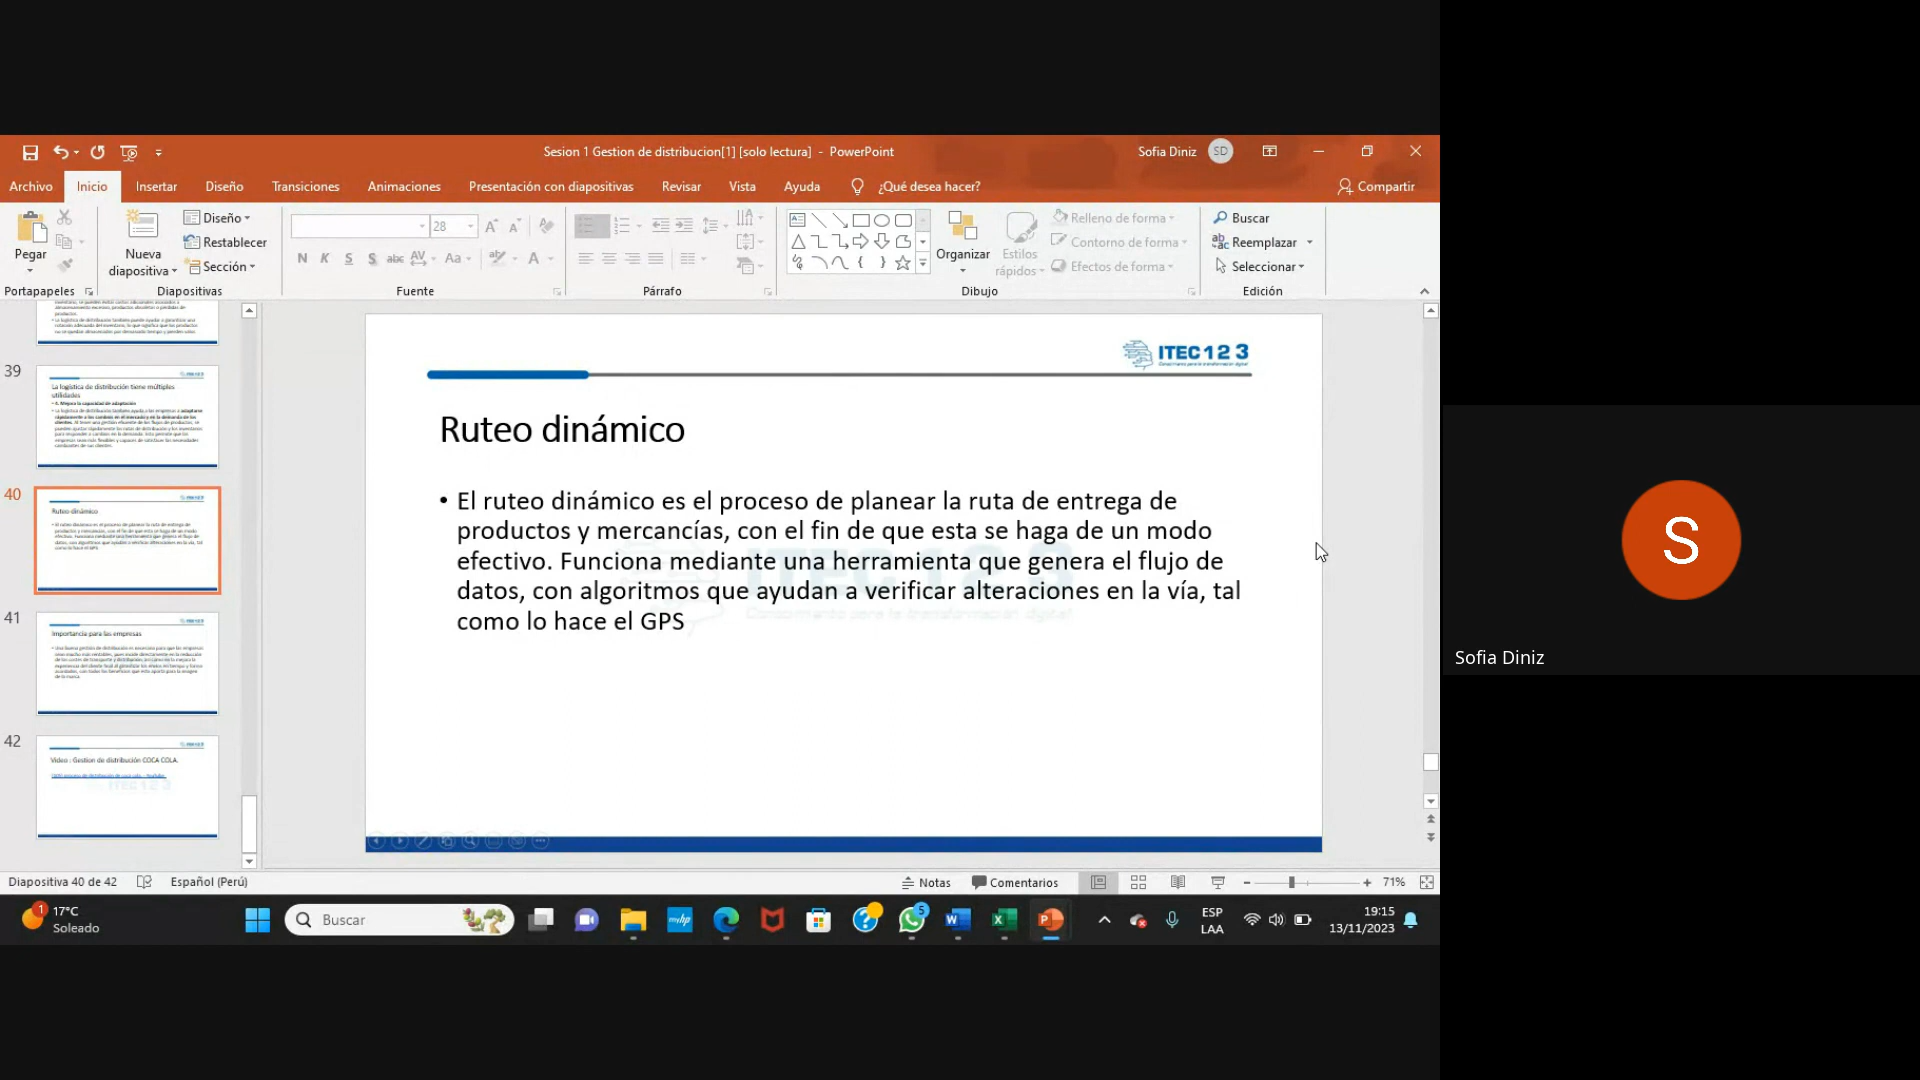 Sesion 1 Gestion de distribucion[1] [solo lectura] - PowerPoint
Sofia Diniz
SD
Archivo
Inicio
Insertar
Diseño
Transiciones
Animaciones
Presentación con diapositivas
Revisar
Vista
Ayuda
¿Qué desea hacer?
Compartir
Pegar
Portapapeles
Nueva
diapositiva
Diseño
Restablecer
Sección
Diapositivas
28
N K S S abc AV Aa
A
Fuente
Párrafo
Organizar
Estilos
rápidos
Relleno de forma
Contorno de forma
Efectos de forma
Dibujo
Buscar
Reemplazar
Seleccionar
Edición
39
La logística de distribución tiene múltiples
utilidades
40
Ruteo dinámico
41
Importancia para las empresas
42
Video : Gestion de distribución COCA COLA.
ITEC 1 2 3
Ruteo dinámico
• El ruteo dinámico es el proceso de planear la ruta de entrega de
productos y mercancías, con el fin de que esta se haga de un modo
efectivo. Funciona mediante una herramienta que genera el flujo de
datos, con algoritmos que ayudan a verificar alteraciones en la vía, tal
como lo hace el GPS
Diapositiva 40 de 42
Español (Perú)
Notas
Comentarios
71%
1
17°C
Soleado
Buscar
5
ESP
LAA
19:15
13/11/2023
S
Sofia Diniz